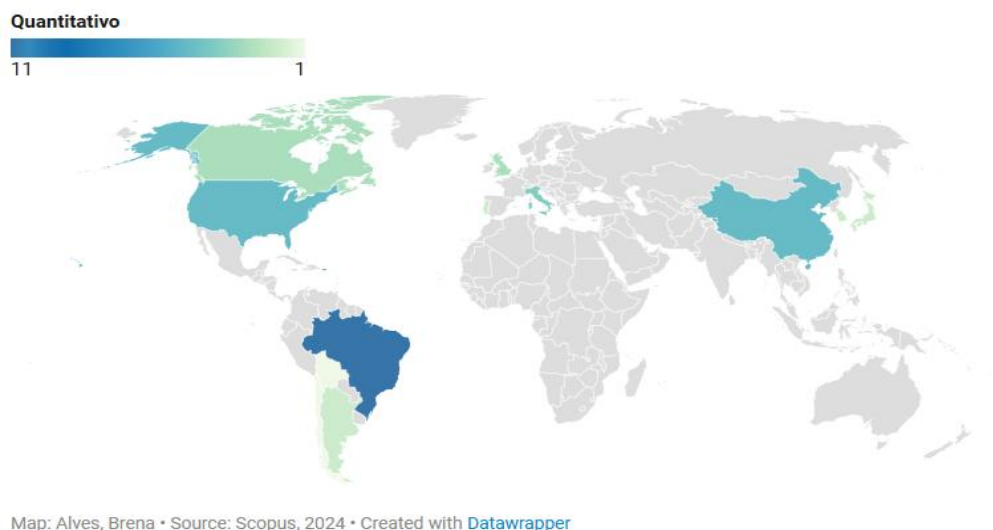 Quantitativo
11 1
Map: Alves, Brena • Source: Scopus, 2024 • Created with Datawrapper